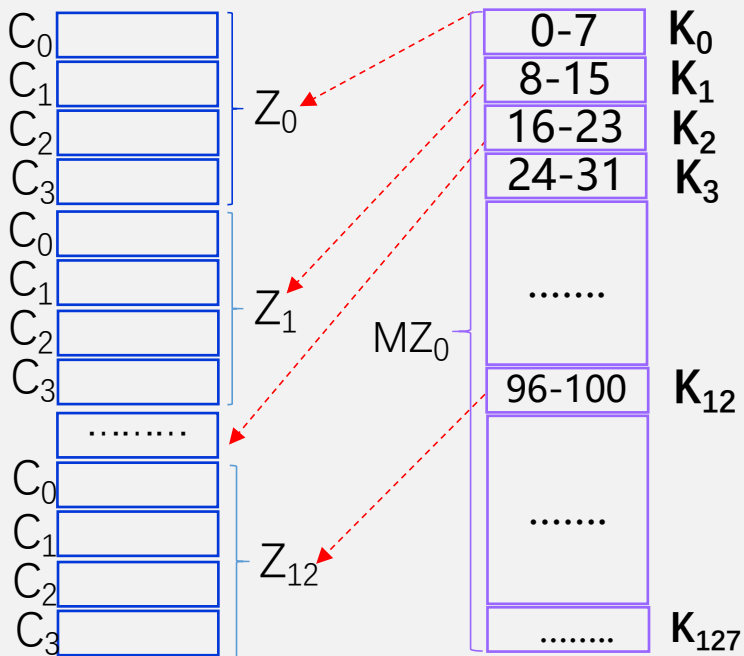 C0
C1
C2
C3
Z0
C0
C1
C2
C3
Z1
.........
C0
C1
C2
C3
Z12
MZ0
0-7 K0
8-15 K1
16-23 K2
24-31 K3
.......
96-100 K12
.......
........ K127